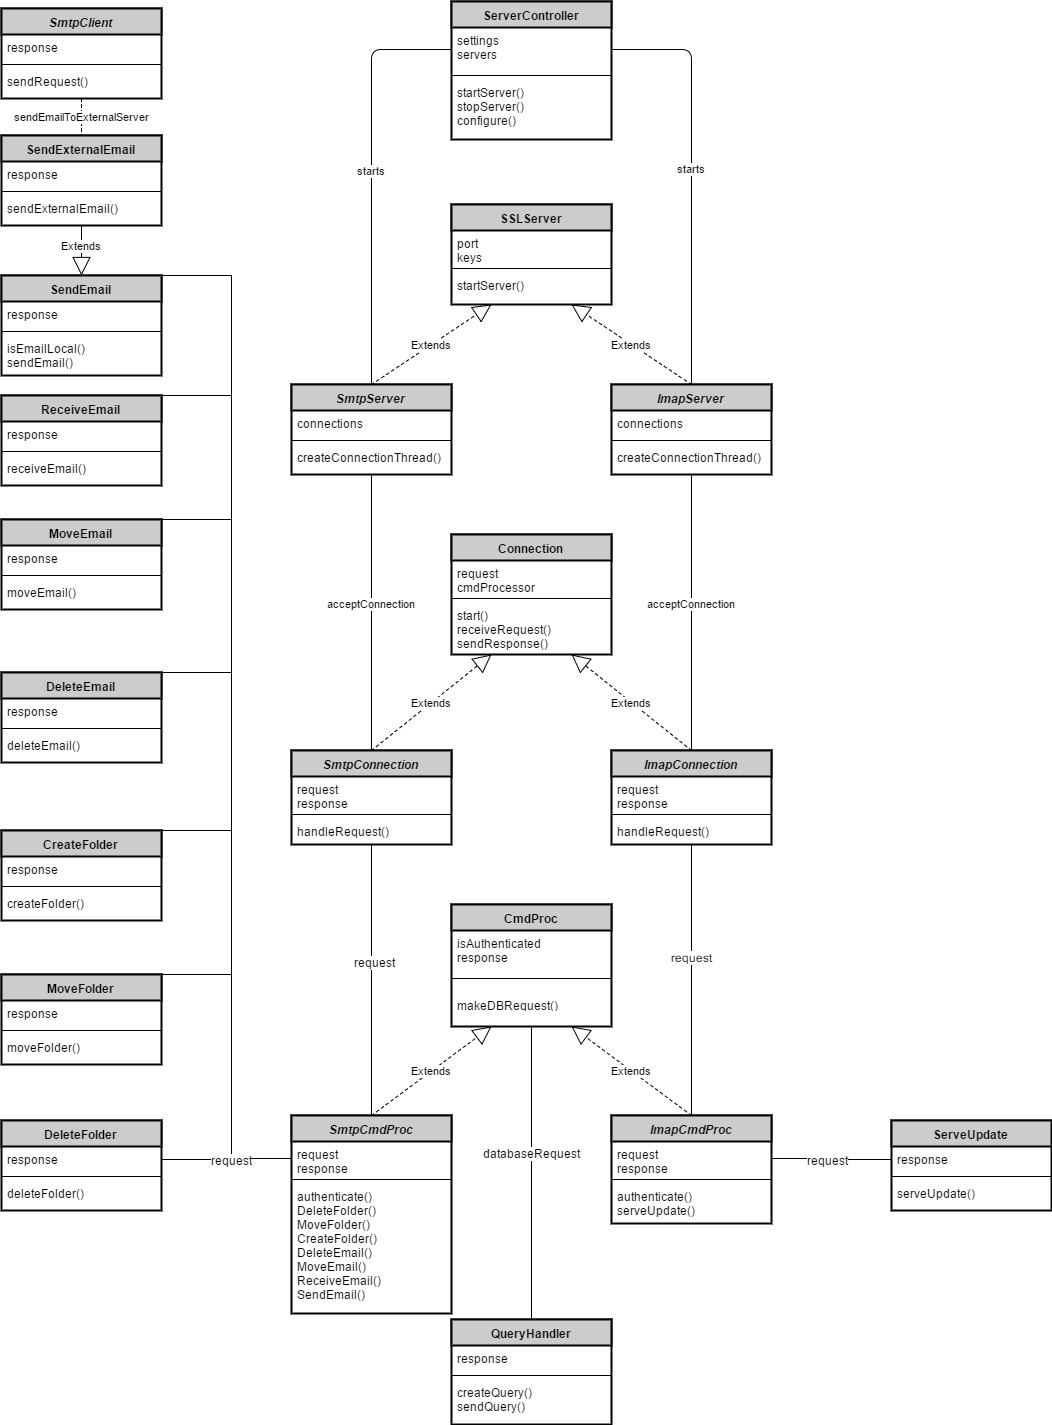 SmtpClient
response
sendRequest()
sendEmailToExternalServer
SendExternalEmail
response
sendExternalEmail()
Extends
SendEmail
response
isEmailLocal()
sendEmail()
ReceiveEmail
response
receiveEmail()
MoveEmail
response
moveEmail()
DeleteEmail
response
deleteEmail()
CreateFolder
response
createFolder()
MoveFolder
response
moveFolder()
DeleteFolder
response
deleteFolder()
request
ServerController
settings
servers
startServer()
stopServer()
configure()
starts
starts
SSLServer
port
keys
startServer()
Extends
Extends
SmtpServer
connections
createConnectionThread()
ImapServer
connections
createConnectionThread()
acceptConnection
acceptConnection
Connection
request
cmdProcessor
start()
receiveRequest()
sendResponse()
Extends
Extends
SmtpConnection
request
response
handleRequest()
ImapConnection
request
response
handleRequest()
request
request
CmdProc
isAuthenticated
response
makeDBRequest()
Extends
Extends
SmtpCmdProc
request
response
authenticate()
DeleteFolder()
MoveFolder()
CreateFolder()
DeleteEmail()
MoveEmail()
ReceiveEmail()
SendEmail()
databaseRequest
ImapCmdProc
request
response
authenticate()
serveUpdate()
request
ServeUpdate
response
serveUpdate()
QueryHandler
response
createQuery()
sendQuery()